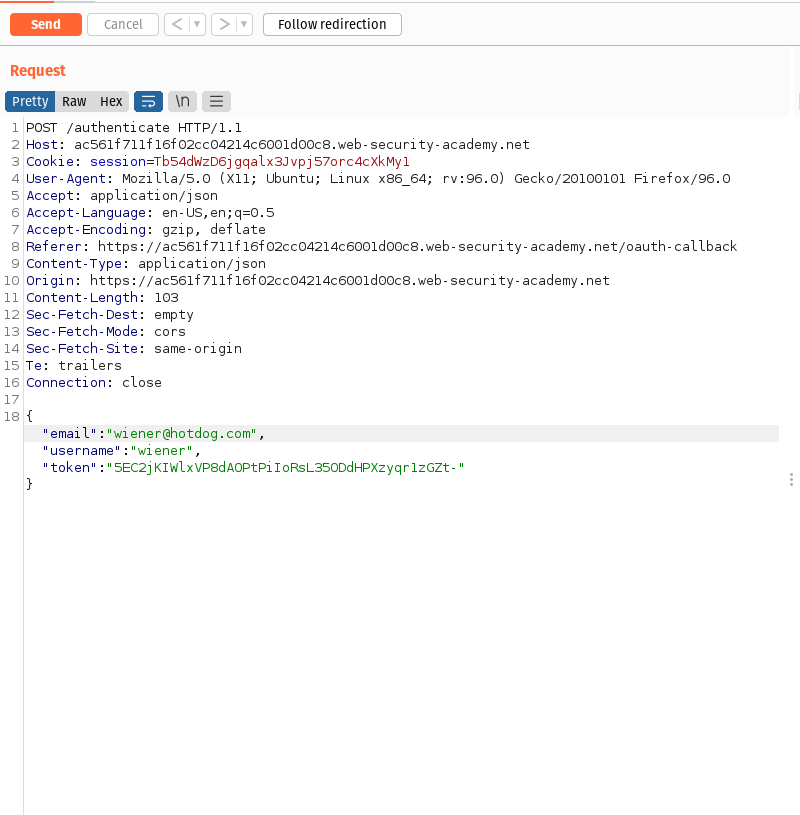 Send Cancel < > Follow redirection
Request
Pretty Raw Hex \n
1 POST /authenticate HTTP/1.1
2 Host: ac561f711f16f02cc04214c6001d00c8.web-security-academy.net
3 Cookie: session=Tb54dWzD6jgqalx3Jvpj57orc4cXkMy1
4 User-Agent: Mozilla/5.0 (X11; Ubuntu; Linux x86_64; rv:96.0) Gecko/20100101 Firefox/96.0
5 Accept: application/json
6 Accept-Language: en-US,en;q=0.5
7 Accept-Encoding: gzip, deflate
8 Referer: https://ac561f711f16f02cc04214c6001d00c8.web-security-academy.net/oauth-callback
9 Content-Type: application/json
10 Origin: https://ac561f711f16f02cc04214c6001d00c8.web-security-academy.net
11 Content-Length: 103
12 Sec-Fetch-Dest: empty
13 Sec-Fetch-Mode: cors
14 Sec-Fetch-Site: same-origin
15 Te: trailers
16 Connection: close
17
18 {
"email":"wiener@hotdog.com",
"username":"wiener",
"token":"5EC2jKIWlxVP8dAOPtPiIoRsL35ODdHPXzyqr1zGZt-"
}